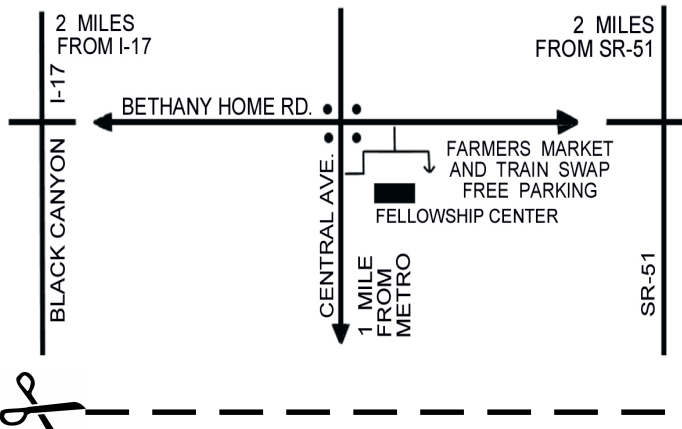 2 MILES
FROM I-17
2 MILES
FROM SR-51
I-17
BETHANY HOME RD.
BLACK CANYON
CENTRAL AVE.
FARMERS MARKET
AND TRAIN SWAP
FREE PARKING
FELLOWSHIP CENTER
1 MILE
FROM
METRO
SR-51